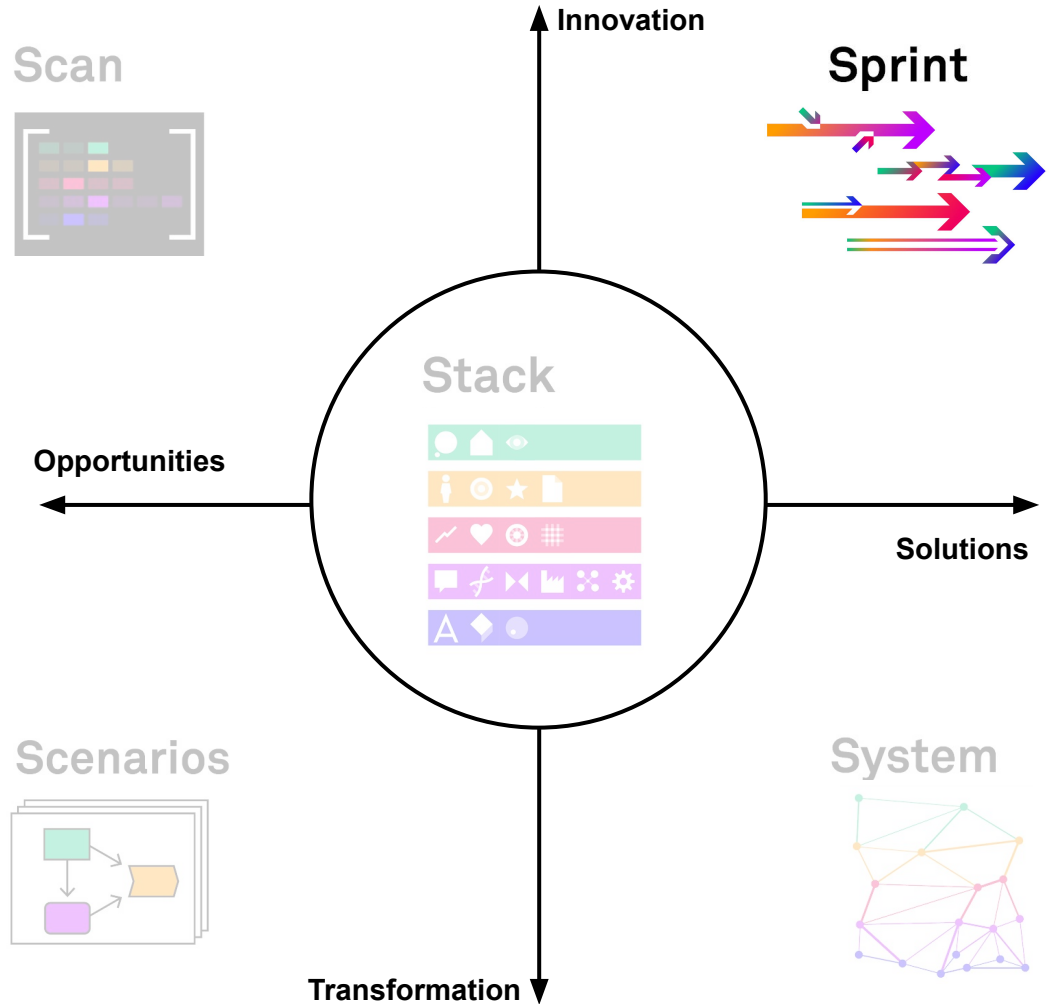 Innovation
Scan
Sprint
Stack
Opportunities
Solutions
Scenarios
System
Transformation